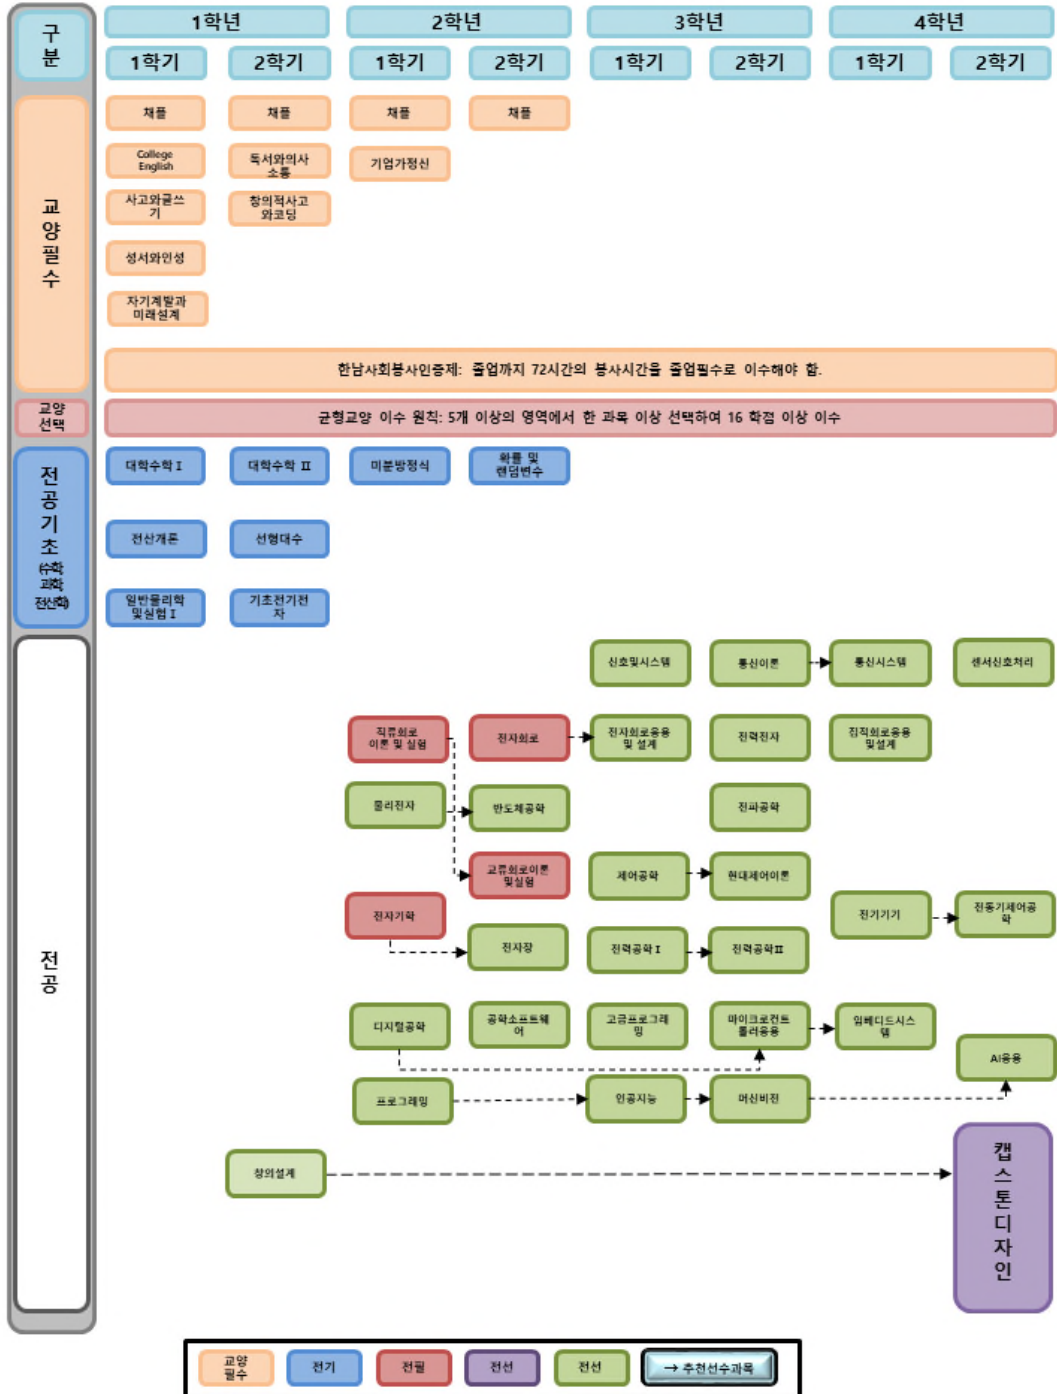 구
분
1학년
2학년
3학년
4학년
1학기
2학기
1학기
2학기
1학기
2학기
1학기
2학기
교
양
필
수
채플
채플
채플
채플
College
English
독서와의사
소통
기업가정신
사고와글쓰
기
창의적사고
와코딩
성서와인성
자기계발과
미래설계
한남사회봉사인증제: 졸업까지 72시간의 봉사시간을 졸업필수로 이수해야 함.
교양
선택
균형교양 이수 원칙: 5개 이상의 영역에서 한 과목 이상 선택하여 16 학점 이상 이수
전
공
기
초
(수학,
과학,
전산학)
대학수학 I
대학수학 II
미분방정식
확률 및
랜덤변수
전산개론
선형대수
일반물리학
및실험 I
기초전기전
자
전
공
신호및시스템
통신이론
통신시스템
센서신호처리
직류회로
이론 및 실험
전자회로
전자회로응용
및 설계
전력전자
집적회로응용
및설계
물리전자
반도체공학
전파공학
교류회로이론
및실험
제어공학
현대제어이론
전자기학
전기기기
전동기제어공
학
전자장
전력공학 I
전력공학II
디지털공학
공학소프트웨
어
고급프로그래
밍
마이크로컨트
롤러응용
임베디드시스
템
AI응용
프로그래밍
인공지능
머신비전
창의설계
캡
스
톤
디
자
인
교양
필수
전기
전필
전선
전선
→ 추천선수과목